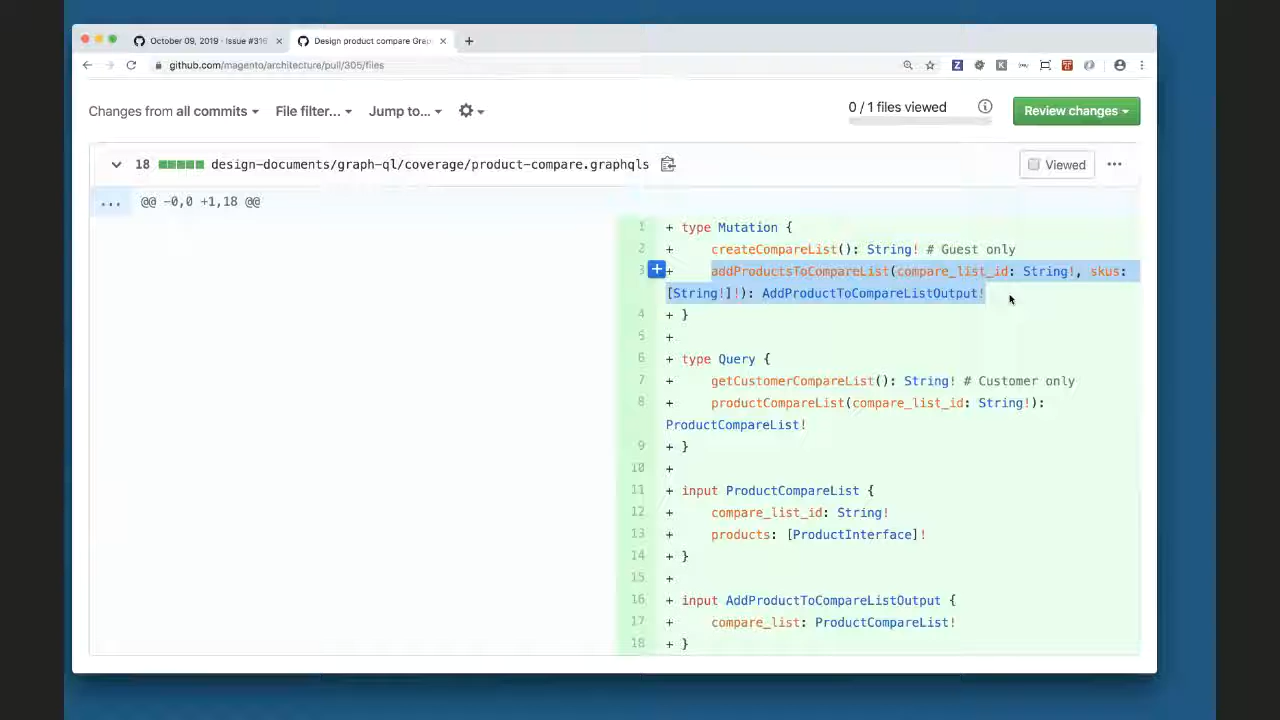 October 09, 2019 · Issue #316
Design product compare Grap
github.com/magento/architecture/pull/305/files
Changes from all commits
File filter...
Jump to...
0 / 1 files viewed
Review changes
18 design-documents/graph-ql/coverage/product-compare.graphqls
Viewed
... @@ -0,0 +1,18 @@
1 + type Mutation {
2 + createCompareList(): String! # Guest only
3 + addProductsToCompareList(compare_list_id: String!, skus:
[String!]!): AddProductToCompareListOutput!
4 + }
5 +
6 + type Query {
7 + getCustomerCompareList(): String! # Customer only
8 + productCompareList(compare_list_id: String!):
ProductCompareList!
9 + }
10 +
11 + input ProductCompareList {
12 + compare_list_id: String!
13 + products: [ProductInterface]!
14 + }
15 +
16 + input AddProductToCompareListOutput {
17 + compare_list: ProductCompareList!
18 + }